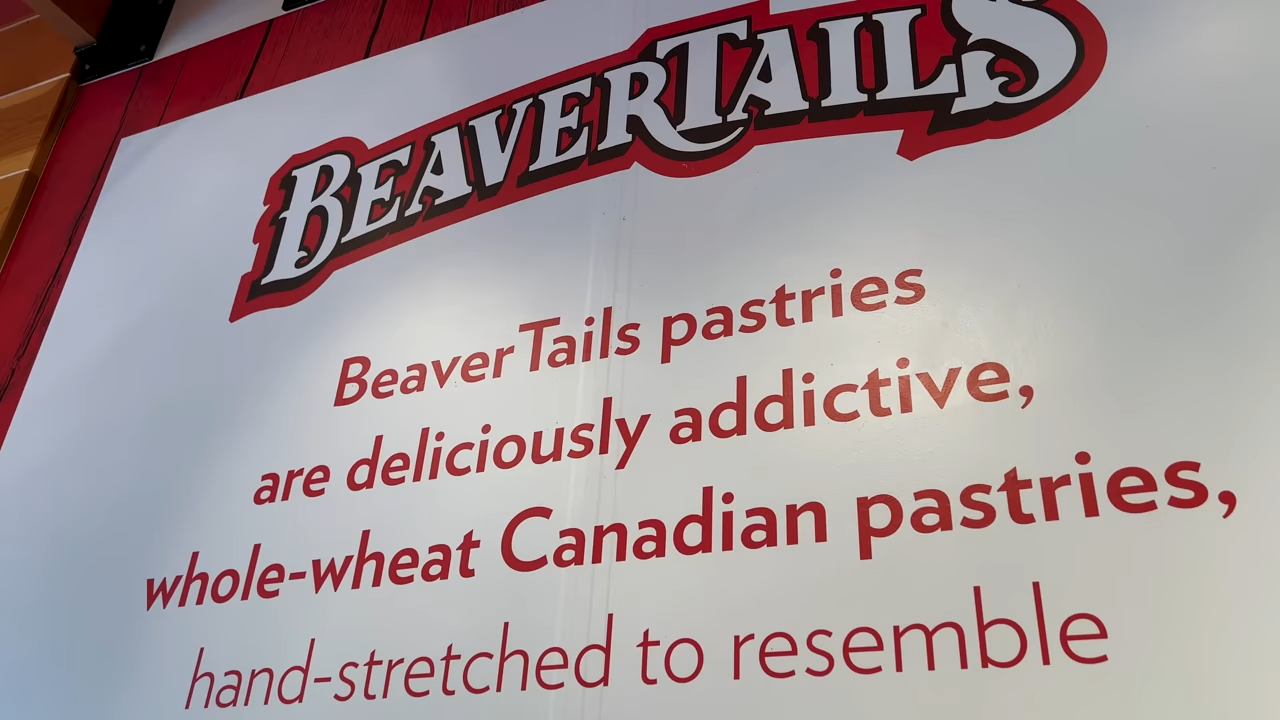 BEAVERTAILS
BeaverTails pastries
are deliciously addictive,
whole-wheat Canadian pastries,
hand-stretched to resemble